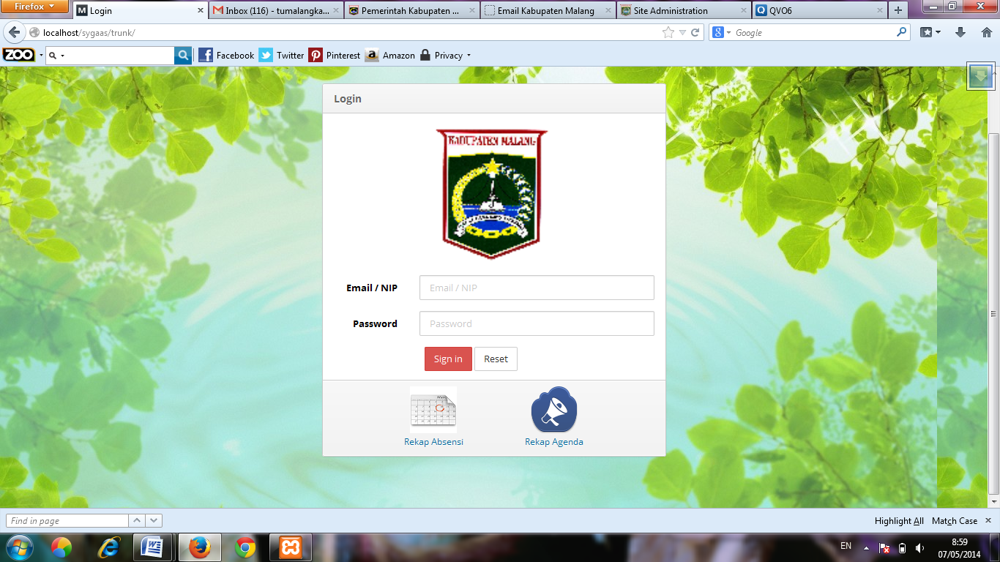 Firefox
Login
Inbox (116) - tumalangka...
Pemerintah Kabupaten ...
Email Kabupaten Malang
Site Administration
QVO6
localhost/sygaas/trunk/
Google
ZOO
Facebook
Twitter
Pinterest
Amazon
Privacy
Login
KABUPATEN MALANG
Email / NIP
Email / NIP
Password
Password
Sign in
Reset
Rekap Absensi
Rekap Agenda
Find in page
Highlight All
Match Case
EN
8:59
07/05/2014